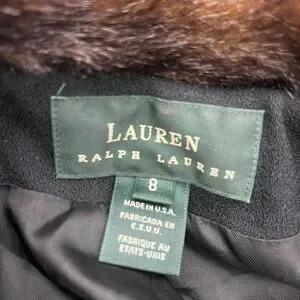 LAUREN
RALPH LAUREN
8
MADE IN U.S.A.
FABRICADA EN
E.E.U.U.
FABRIQUE AU
ETATS-UNIS